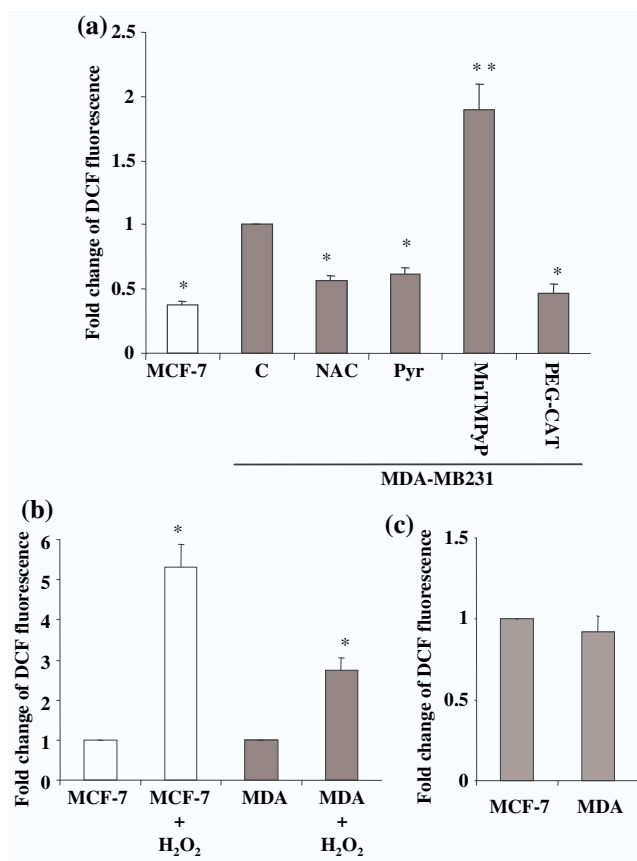 (a)
Fold change of DCF fluorescence
2.5
2
1.5
1
0.5
0
*
*
*
* *
*
MCF-7 C NAC Pyr MnTMPyP PEG-CAT
MDA-MB231
(b)
Fold change of DCF fluorescence
6
5
4
3
2
1
0
*
*
MCF-7 MCF-7 MDA MDA
+ +
H₂O₂ H₂O₂
(c)
Fold change of DCF fluorescence
1.5
1
0.5
0
MCF-7 MDA